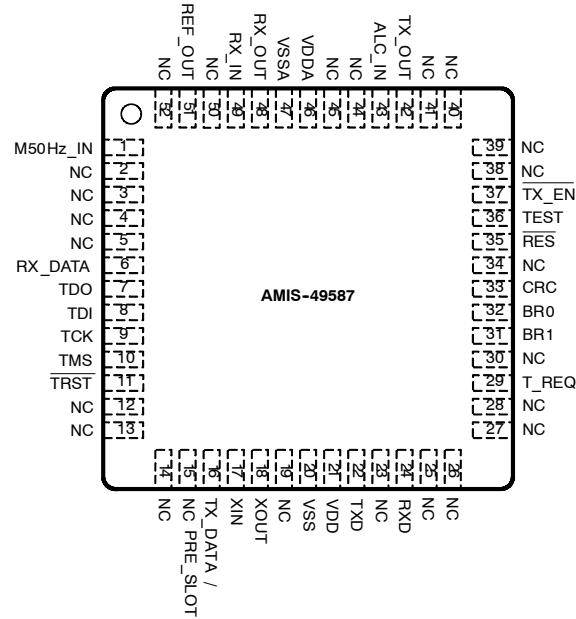 NC
REF_OUT
NC
RX_IN
RX_OUT
VSSA
VDDA
NC
NC
ALC_IN
TX_OUT
NC
NC
52
51
50
49
48
47
46
45
44
43
42
41
40
M50Hz_IN 1
NC 2
NC 3
NC 4
NC 5
RX_DATA 6
TDO 7
TDI 8
TCK 9
TMS 10
TRST 11
NC 12
NC 13
AMIS-49587
39 NC
38 NC
37 TX_EN
36 TEST
35 RES
34 NC
33 CRC
32 BR0
31 BR1
30 NC
29 T_REQ
28 NC
27 NC
14
15
16
17
18
19
20
21
22
23
24
25
26
NC
NC
TX_DATA /
PRE_SLOT
XIN
XOUT
NC
VSS
VDD
TXD
NC
RXD
NC
NC